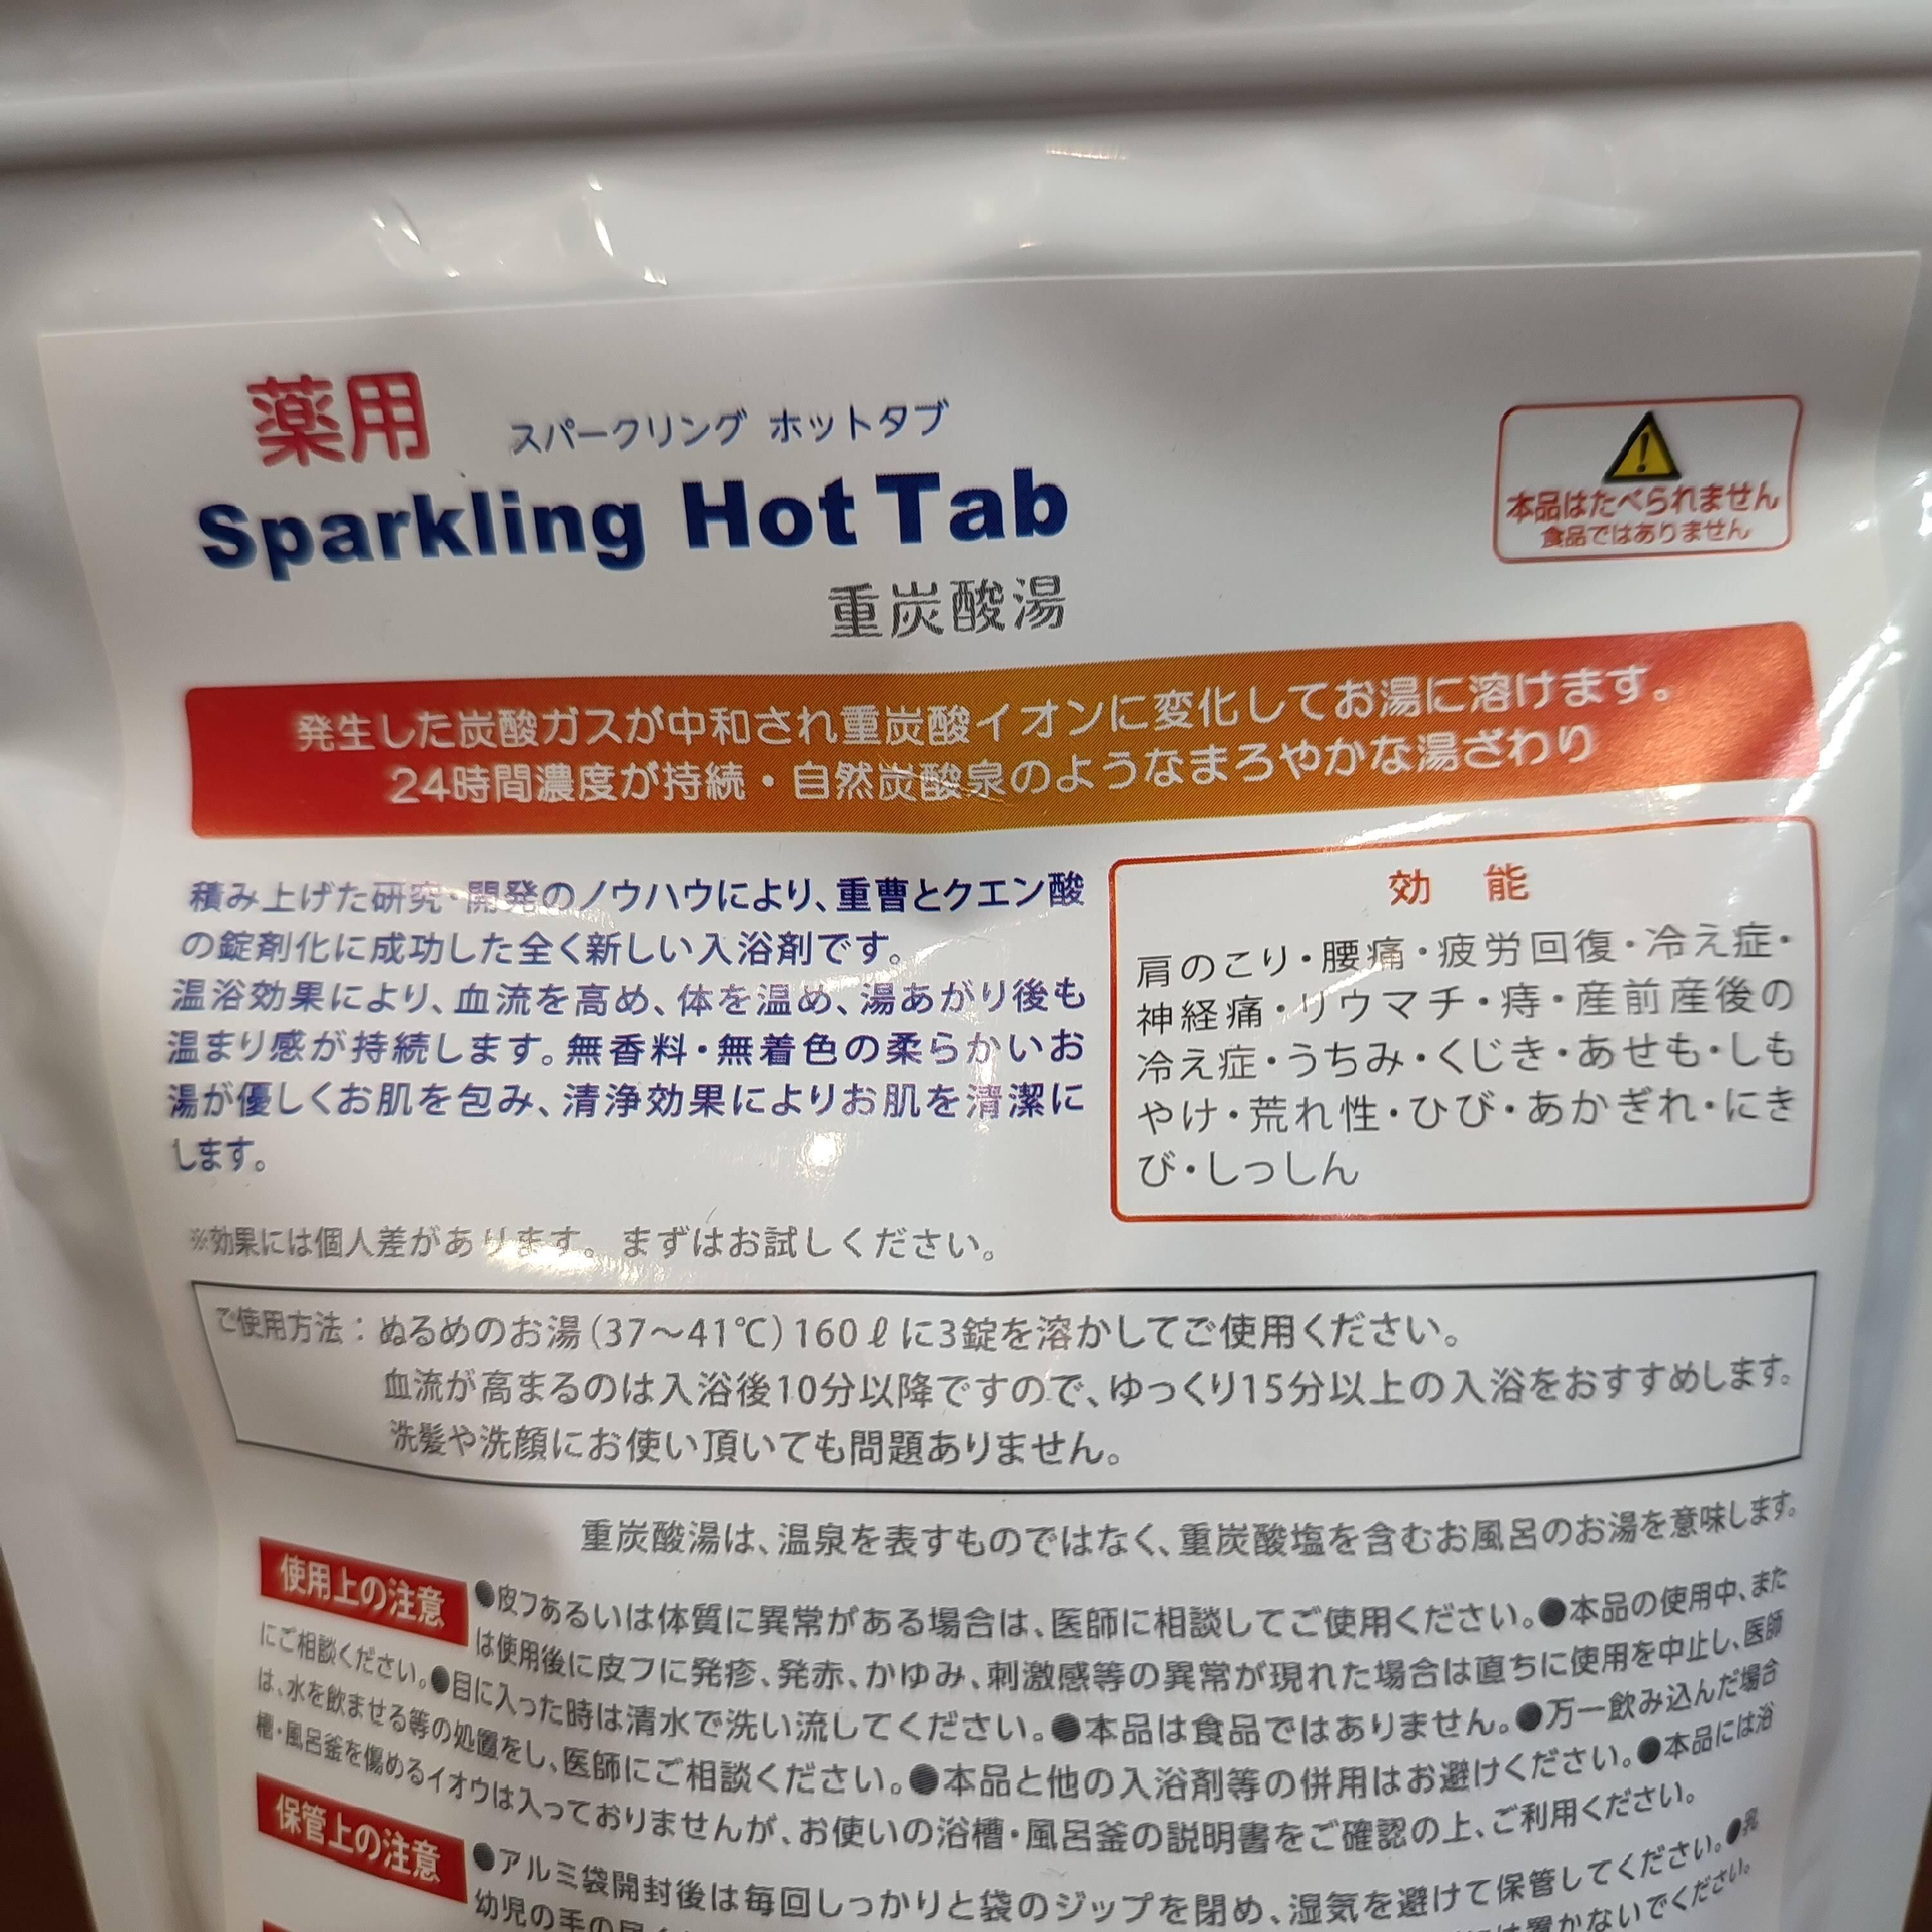 薬用
スパークリング ホットタブ
Sparkling Hot Tab
重炭酸湯
本品はたべられません
食品ではありません
発生した炭酸ガスが中和され重炭酸イオンに変化してお湯に溶けます。
24時間濃度が持続・自然炭酸泉のようなまろやかな湯ざわり
積み上げた研究・開発のノウハウにより、重曹とクエン酸
の錠剤化に成功した全く新しい入浴剤です。
温浴効果により、血流を高め、体を温め、湯あがり後も
温まり感が持続します。無香料・無着色の柔らかいお
湯が優しくお肌を包み、清浄効果によりお肌を清潔に
します。
効 能
肩のこり・腰痛・疲労回復・冷え症・
神経痛・リウマチ・痔・産前産後の
冷え症・うちみ・くじき・あせも・しも
やけ・荒れ性・ひび・あかぎれ・にき
び・しっしん
※効果には個人差があります。まずはお試しください。
ご使用方法:ぬるめのお湯(37〜41℃)160ℓに3錠を溶かしてご使用ください。
血流が高まるのは入浴後10分以降ですので、ゆっくり15分以上の入浴をおすすめします。
洗髪や洗顔にお使い頂いても問題ありません。
重炭酸湯は、温泉を表すものではなく、重炭酸塩を含むお風呂のお湯を意味します。
使用上の注意
●皮フあるいは体質に異常がある場合は、医師に相談してご使用ください。●本品の使用中、また
は使用後に皮フに発疹、発赤、かゆみ、刺激感等の異常が現れた場合は直ちに使用を中止し、医師
にご相談ください。●目に入った時は清水で洗い流してください。●本品は食品ではありません。●万一飲み込んだ場合
は、水を飲ませる等の処置をし、医師にご相談ください。●本品と他の入浴剤等の併用はお避けください。●本品には浴
槽・風呂釜を傷めるイオウは入っておりませんが、お使いの浴槽・風呂釜の説明書をご確認の上、ご利用ください。
保管上の注意
●アルミ袋開封後は毎回しっかりと袋のジップを閉め、湿気を避けて保管してください。●乳
幼児の手の届く
は置かないでください。